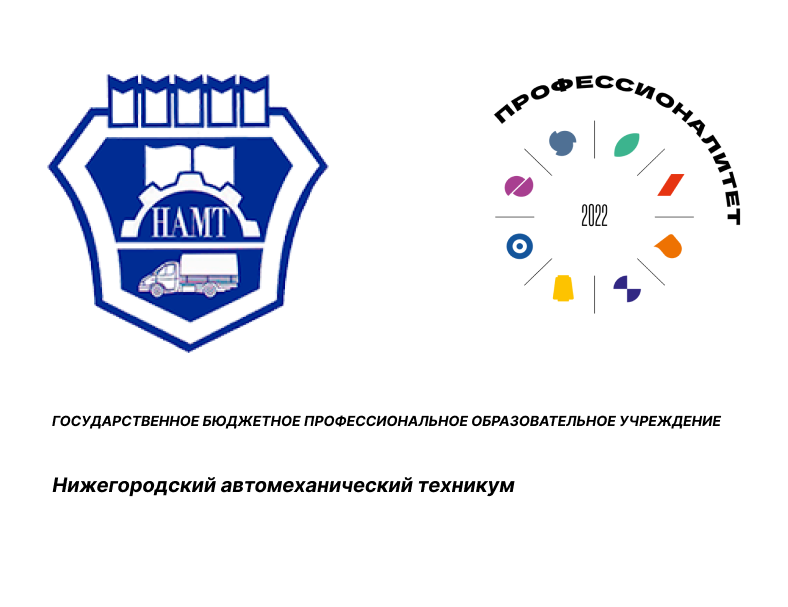 НАМТ
ПРОФЕССИОНАЛИТЕТ
2022
ГОСУДАРСТВЕННОЕ БЮДЖЕТНОЕ ПРОФЕССИОНАЛЬНОЕ ОБРАЗОВАТЕЛЬНОЕ УЧРЕЖДЕНИЕ
Нижегородский автомеханический техникум